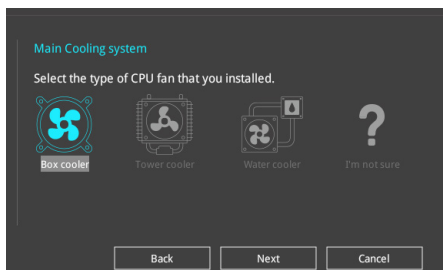 Main Cooling system
Select the type of CPU fan that you installed.
Box cooler
Tower cooler
Water cooler
I'm not sure
Back
Next
Cancel